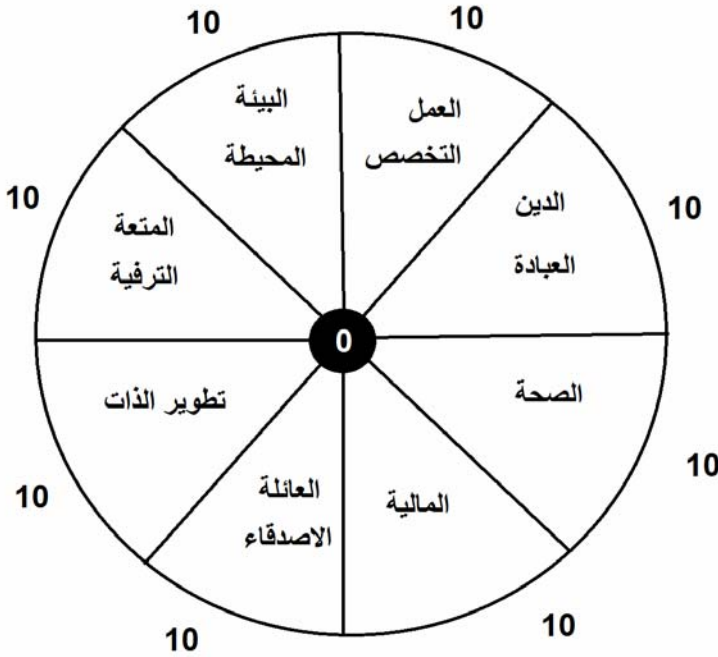 10
10
البيئة
المحيطة
العمل
التخصص
10
المتعة
الترفية
الدين
العبادة
10
0
تطوير الذات
الصحة
10
10
العائلة
الاصدقاء
المالية
10
10